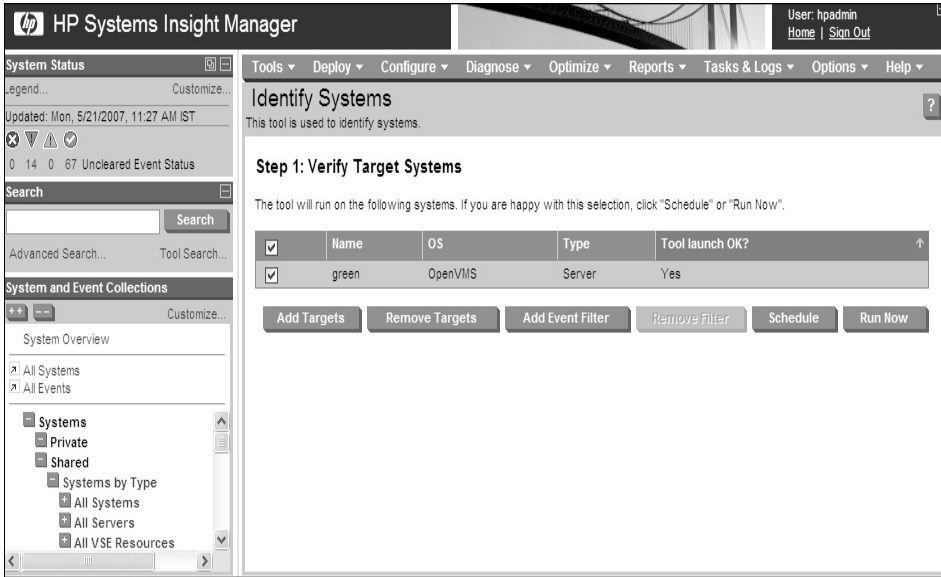 hp HP Systems Insight Manager
User: hpadmin
Home | Sign Out
System Status
Legend... Customize...
Updated: Mon, 5/21/2007, 11:27 AM IST
0 14 0 67 Uncleared Event Status
Search
Search
Advanced Search... Tool Search...
System and Event Collections
++ -- Customize...
System Overview
All Systems
All Events
Systems
Private
Shared
Systems by Type
All Systems
All Servers
All VSE Resources
Tools Deploy Configure Diagnose Optimize Reports Tasks & Logs Options Help
Identify Systems
?
This tool is used to identify systems.
Step 1: Verify Target Systems
The tool will run on the following systems. If you are happy with this selection, click "Schedule" or "Run Now".
Name OS Type Tool launch OK?
green OpenVMS Server Yes
Add Targets Remove Targets Add Event Filter Remove Filter Schedule Run Now